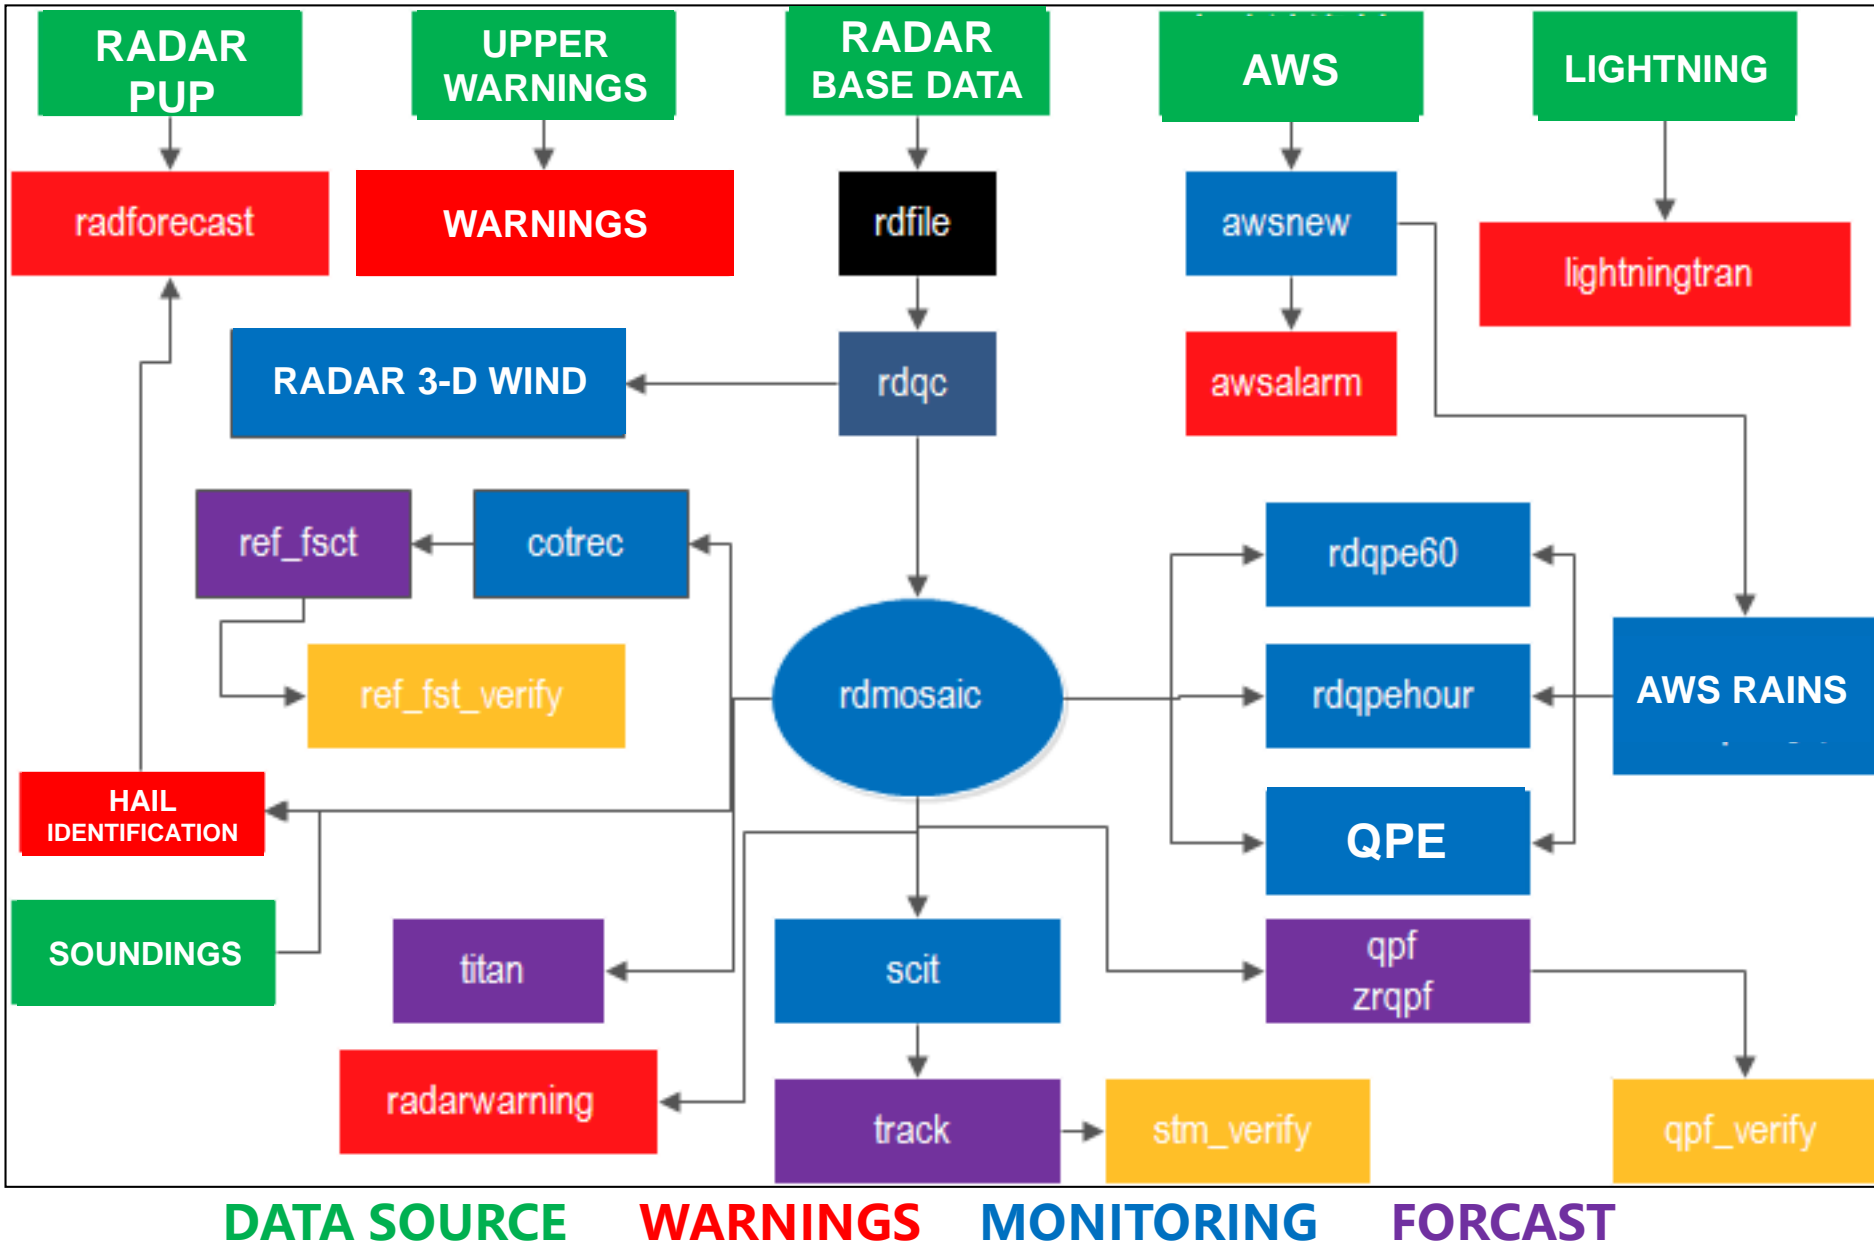 RADAR
PUP
UPPER
WARNINGS
RADAR
BASE DATA
AWS
LIGHTNING
radforecast
WARNINGS
rdfile
awsnew
lightningtran
RADAR 3-D WIND
rdqc
awsalarm
ref_fsct
cotrec
rdqpe60
ref_fst_verify
rdmosaic
rdqpehour
AWS RAINS
HAIL
IDENTIFICATION
QPE
SOUNDINGS
titan
scit
qpf
zrqpf
radarwarning
track
stm_verify
qpf_verify
DATA SOURCE WARNINGS MONITORING FORCAST